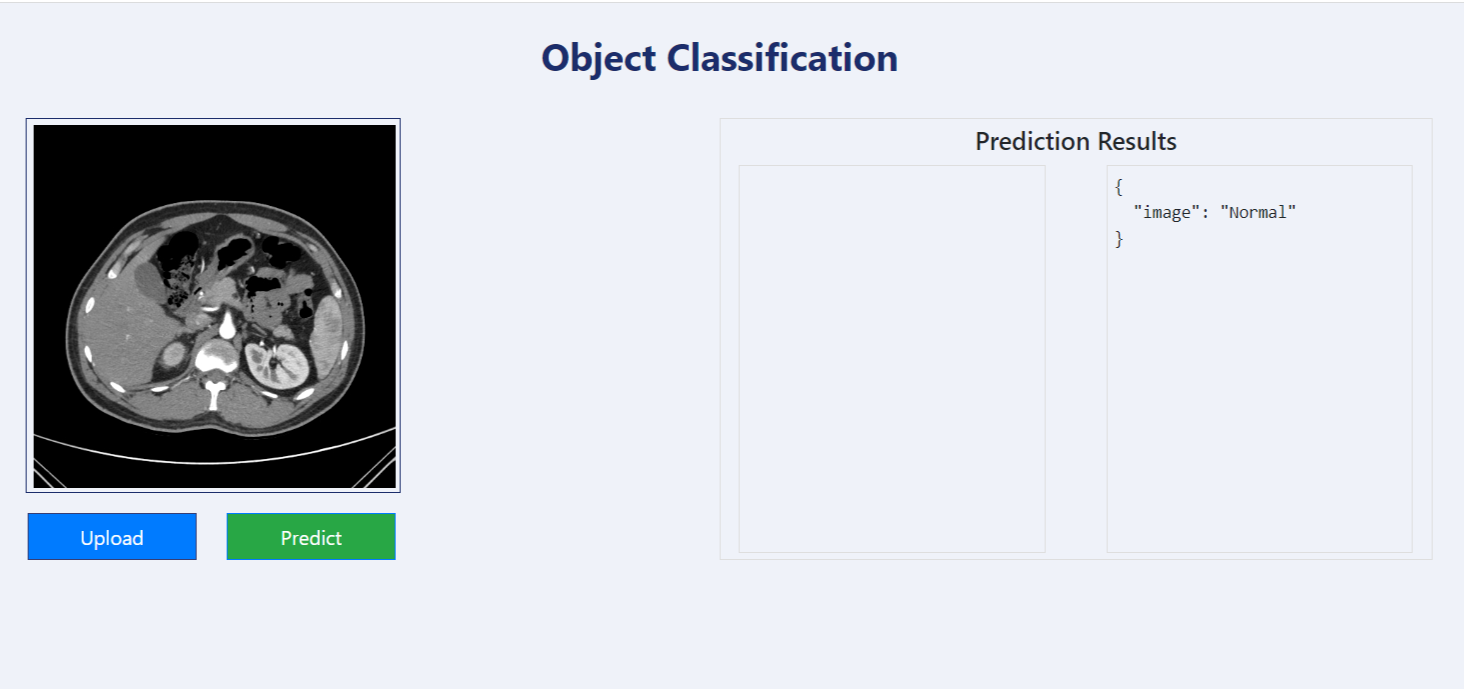 Object Classification
Prediction Results
{
"image": "Normal"
}
Upload
Predict